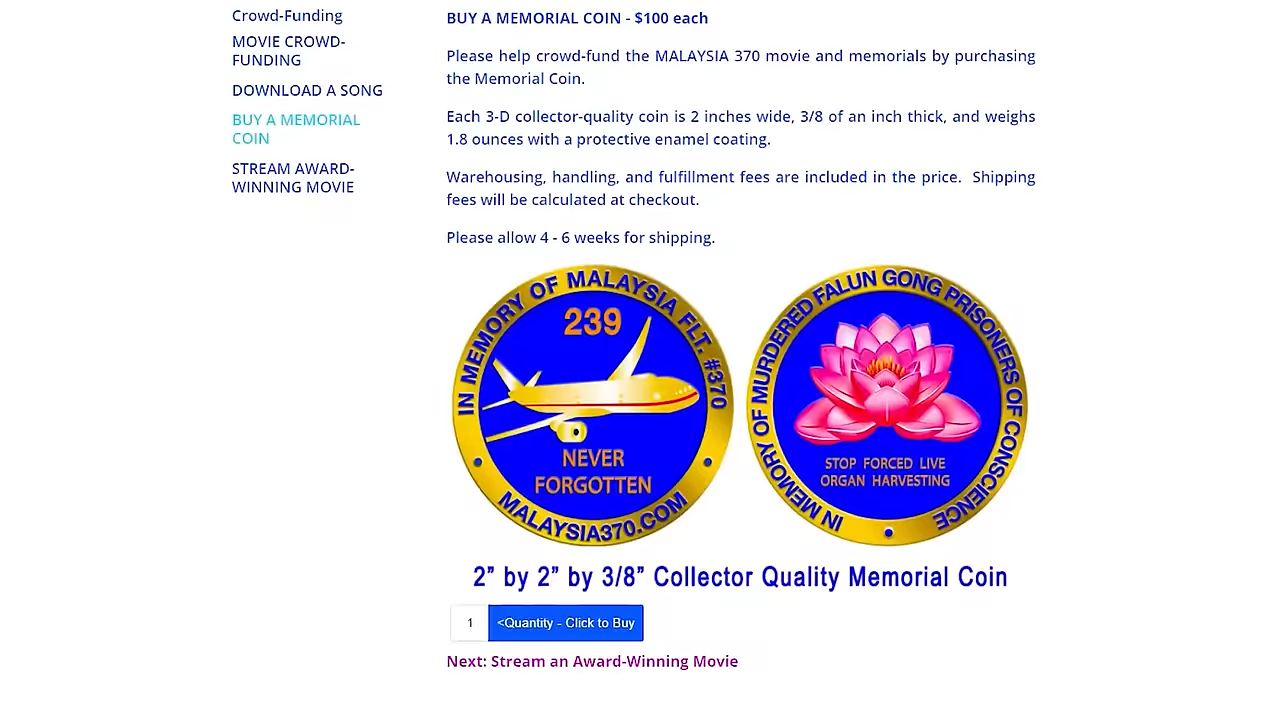 Crowd-Funding
MOVIE CROWD-
FUNDING
DOWNLOAD A SONG
BUY A MEMORIAL
COIN
STREAM AWARD-
WINNING MOVIE
BUY A MEMORIAL COIN - $100 each
Please help crowd-fund the MALAYSIA 370 movie and memorials by purchasing
the Memorial Coin.
Each 3-D collector-quality coin is 2 inches wide, 3/8 of an inch thick, and weighs
1.8 ounces with a protective enamel coating.
Warehousing, handling, and fulfillment fees are included in the price. Shipping
fees will be calculated at checkout.
Please allow 4 - 6 weeks for shipping.
IN MEMORY OF MALAYSIA FLT. #370
239
NEVER
FORGOTTEN
MALAYSIA370.COM
IN MEMORY OF MURDERED FALUN GONG PRISONERS OF CONSCIENCE
STOP FORCED LIVE
ORGAN HARVESTING
2” by 2” by 3/8” Collector Quality Memorial Coin
1
<Quantity - Click to Buy
Next: Stream an Award-Winning Movie